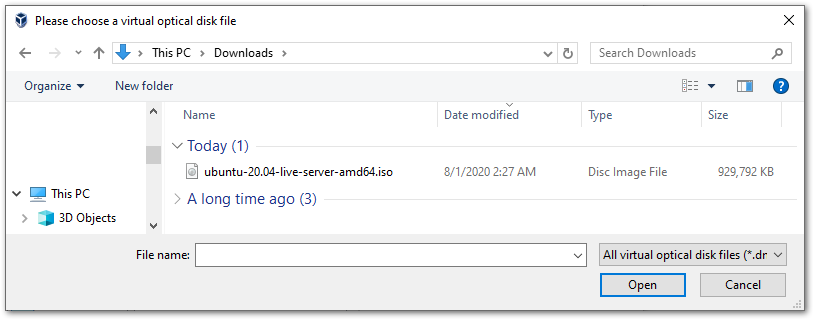 Please choose a virtual optical disk file
This PC > Downloads >
Search Downloads
Organize New folder
?
Name Date modified Type Size
Today (1)
ubuntu-20.04-live-server-amd64.iso 8/1/2020 2:27 AM Disc Image File 929,792 KB
This PC
A long time ago (3)
3D Objects
File name: All virtual optical disk files (*.dr
Open Cancel